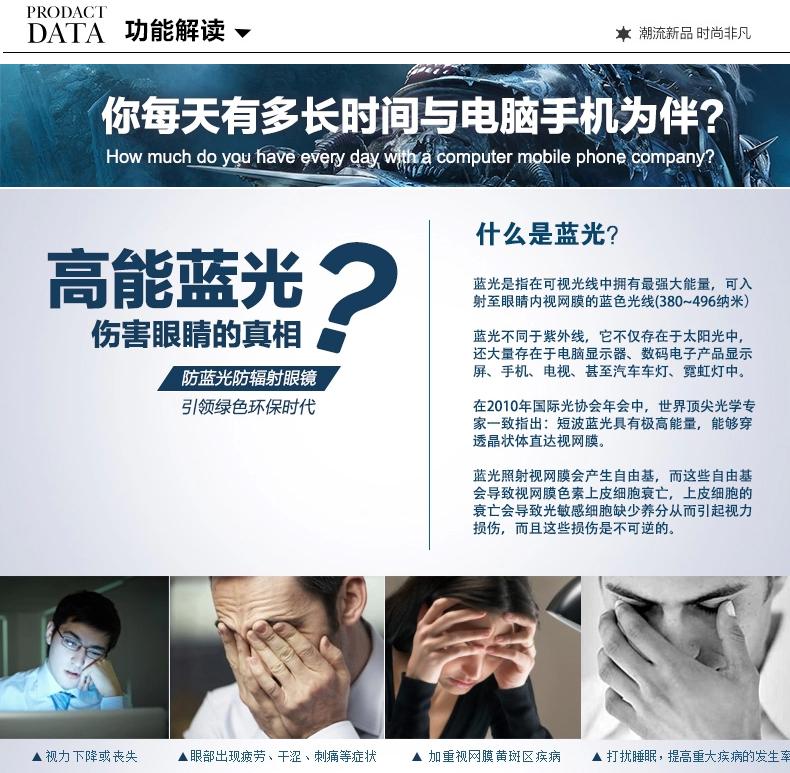 PRODACT
DATA
功能解读
潮流新品 时尚非凡
你每天有多长时间与电脑手机为伴?
How much do you have every day with a computer mobile phone company?
高能蓝光?
伤害眼睛的真相
防蓝光防辐射眼镜
引领绿色环保时代
什么是蓝光?
蓝光是指在可视光线中拥有最强大能量，可入
射至眼睛内视网膜的蓝色光线(380~496纳米）
蓝光不同于紫外线，它不仅存在于太阳光中，
还大量存在于电脑显示器、数码电子产品显示
屏、手机、电视、甚至汽车车灯、霓虹灯中。
在2010年国际光协会年会中，世界顶尖光学专
家一致指出：短波蓝光具有极高能量，能够穿
透晶状体直达视网膜。
蓝光照射视网膜会产生自由基，而这些自由基
会导致视网膜色素上皮细胞衰亡，上皮细胞的
衰亡会导致光敏感细胞缺少养分从而引起视力
损伤，而且这些损伤是不可逆的。
▲视力下降或丧失
▲眼部出现疲劳、干涩、刺痛等症状
▲ 加重视网膜黄斑区疾病
▲ 打扰睡眠，提高重大疾病的发生率